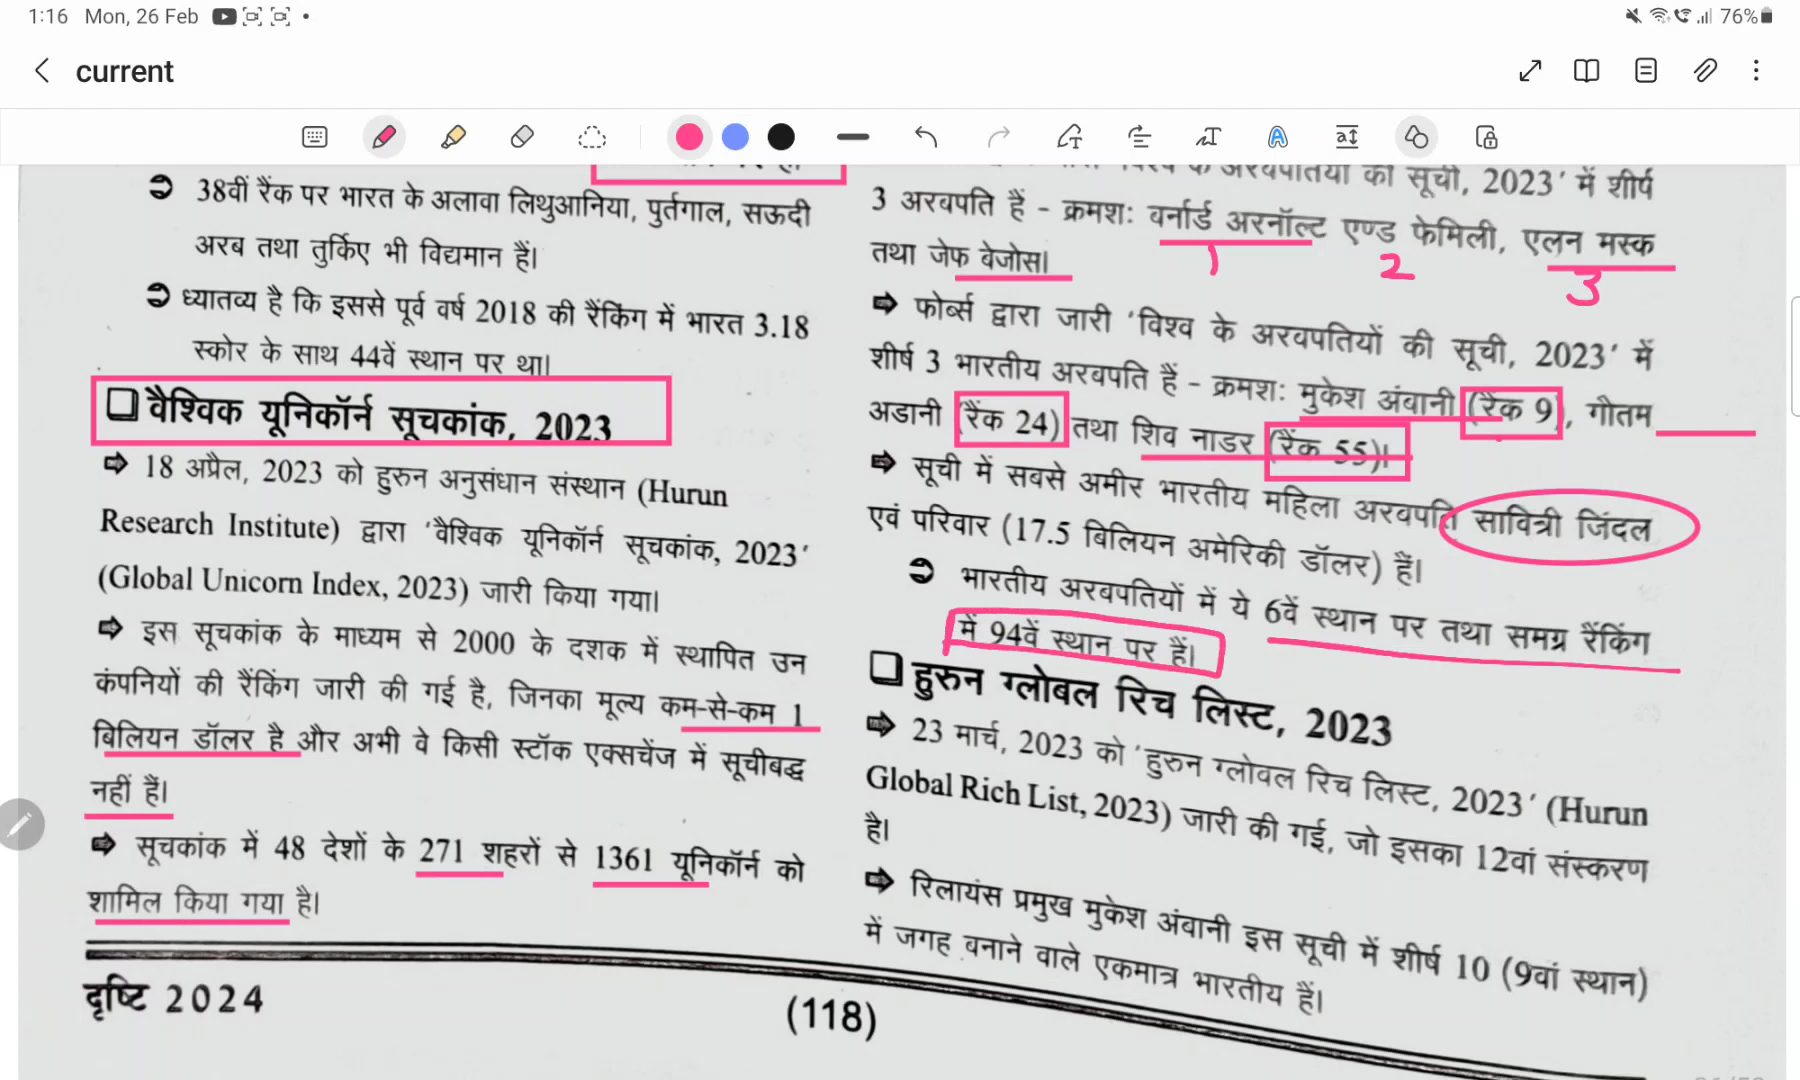 1:16 Mon, 26 Feb
76%
current
38वीं रैंक पर भारत के अलावा लिथुआनिया, पुर्तगाल, सऊदी
अरब तथा तुर्किए भी विद्यमान हैं।
ध्यातव्य है कि इससे पूर्व वर्ष 2018 की रैंकिंग में भारत 3.18
स्कोर के साथ 44वें स्थान पर था।
वैश्विक यूनिकॉर्न सूचकांक, 2023
18 अप्रैल, 2023 को हुरुन अनुसंधान संस्थान (Hurun
Research Institute) द्वारा 'वैश्विक यूनिकॉर्न सूचकांक, 2023'
(Global Unicorn Index, 2023) जारी किया गया।
इस सूचकांक के माध्यम से 2000 के दशक में स्थापित उन
कंपनियों की रैंकिंग जारी की गई है, जिनका मूल्य कम-से-कम 1
बिलियन डॉलर है और अभी वे किसी स्टॉक एक्सचेंज में सूचीबद्ध
नहीं हैं।
सूचकांक में 48 देशों के 271 शहरों से 1361 यूनिकॉर्न को
शामिल किया गया है।
दृष्टि 2024
(118)
के अरबपतियों की सूची, 2023' में शीर्ष
3 अरबपति हैं - क्रमशः बर्नार्ड अरनॉल्ट एण्ड फेमिली, एलन मस्क
तथा जेफ बेजोस।
1 2 3
फोर्ब्स द्वारा जारी 'विश्व के अरबपतियों की सूची, 2023' में
शीर्ष 3 भारतीय अरबपति हैं - क्रमशः मुकेश अंबानी (रैंक 9), गौतम
अडानी (रैंक 24) तथा शिव नाडर (रैंक 55)।
सूची में सबसे अमीर भारतीय महिला अरबपति सावित्री जिंदल
एवं परिवार (17.5 बिलियन अमेरिकी डॉलर) हैं।
भारतीय अरबपतियों में ये 6वें स्थान पर तथा समग्र रैंकिंग
में 94वें स्थान पर हैं।
हुरुन ग्लोबल रिच लिस्ट, 2023
23 मार्च, 2023 को 'हुरुन ग्लोबल रिच लिस्ट, 2023' (Hurun
Global Rich List, 2023) जारी की गई, जो इसका 12वां संस्करण
है।
रिलायंस प्रमुख मुकेश अंबानी इस सूची में शीर्ष 10 (9वां स्थान)
में जगह बनाने वाले एकमात्र भारतीय हैं।